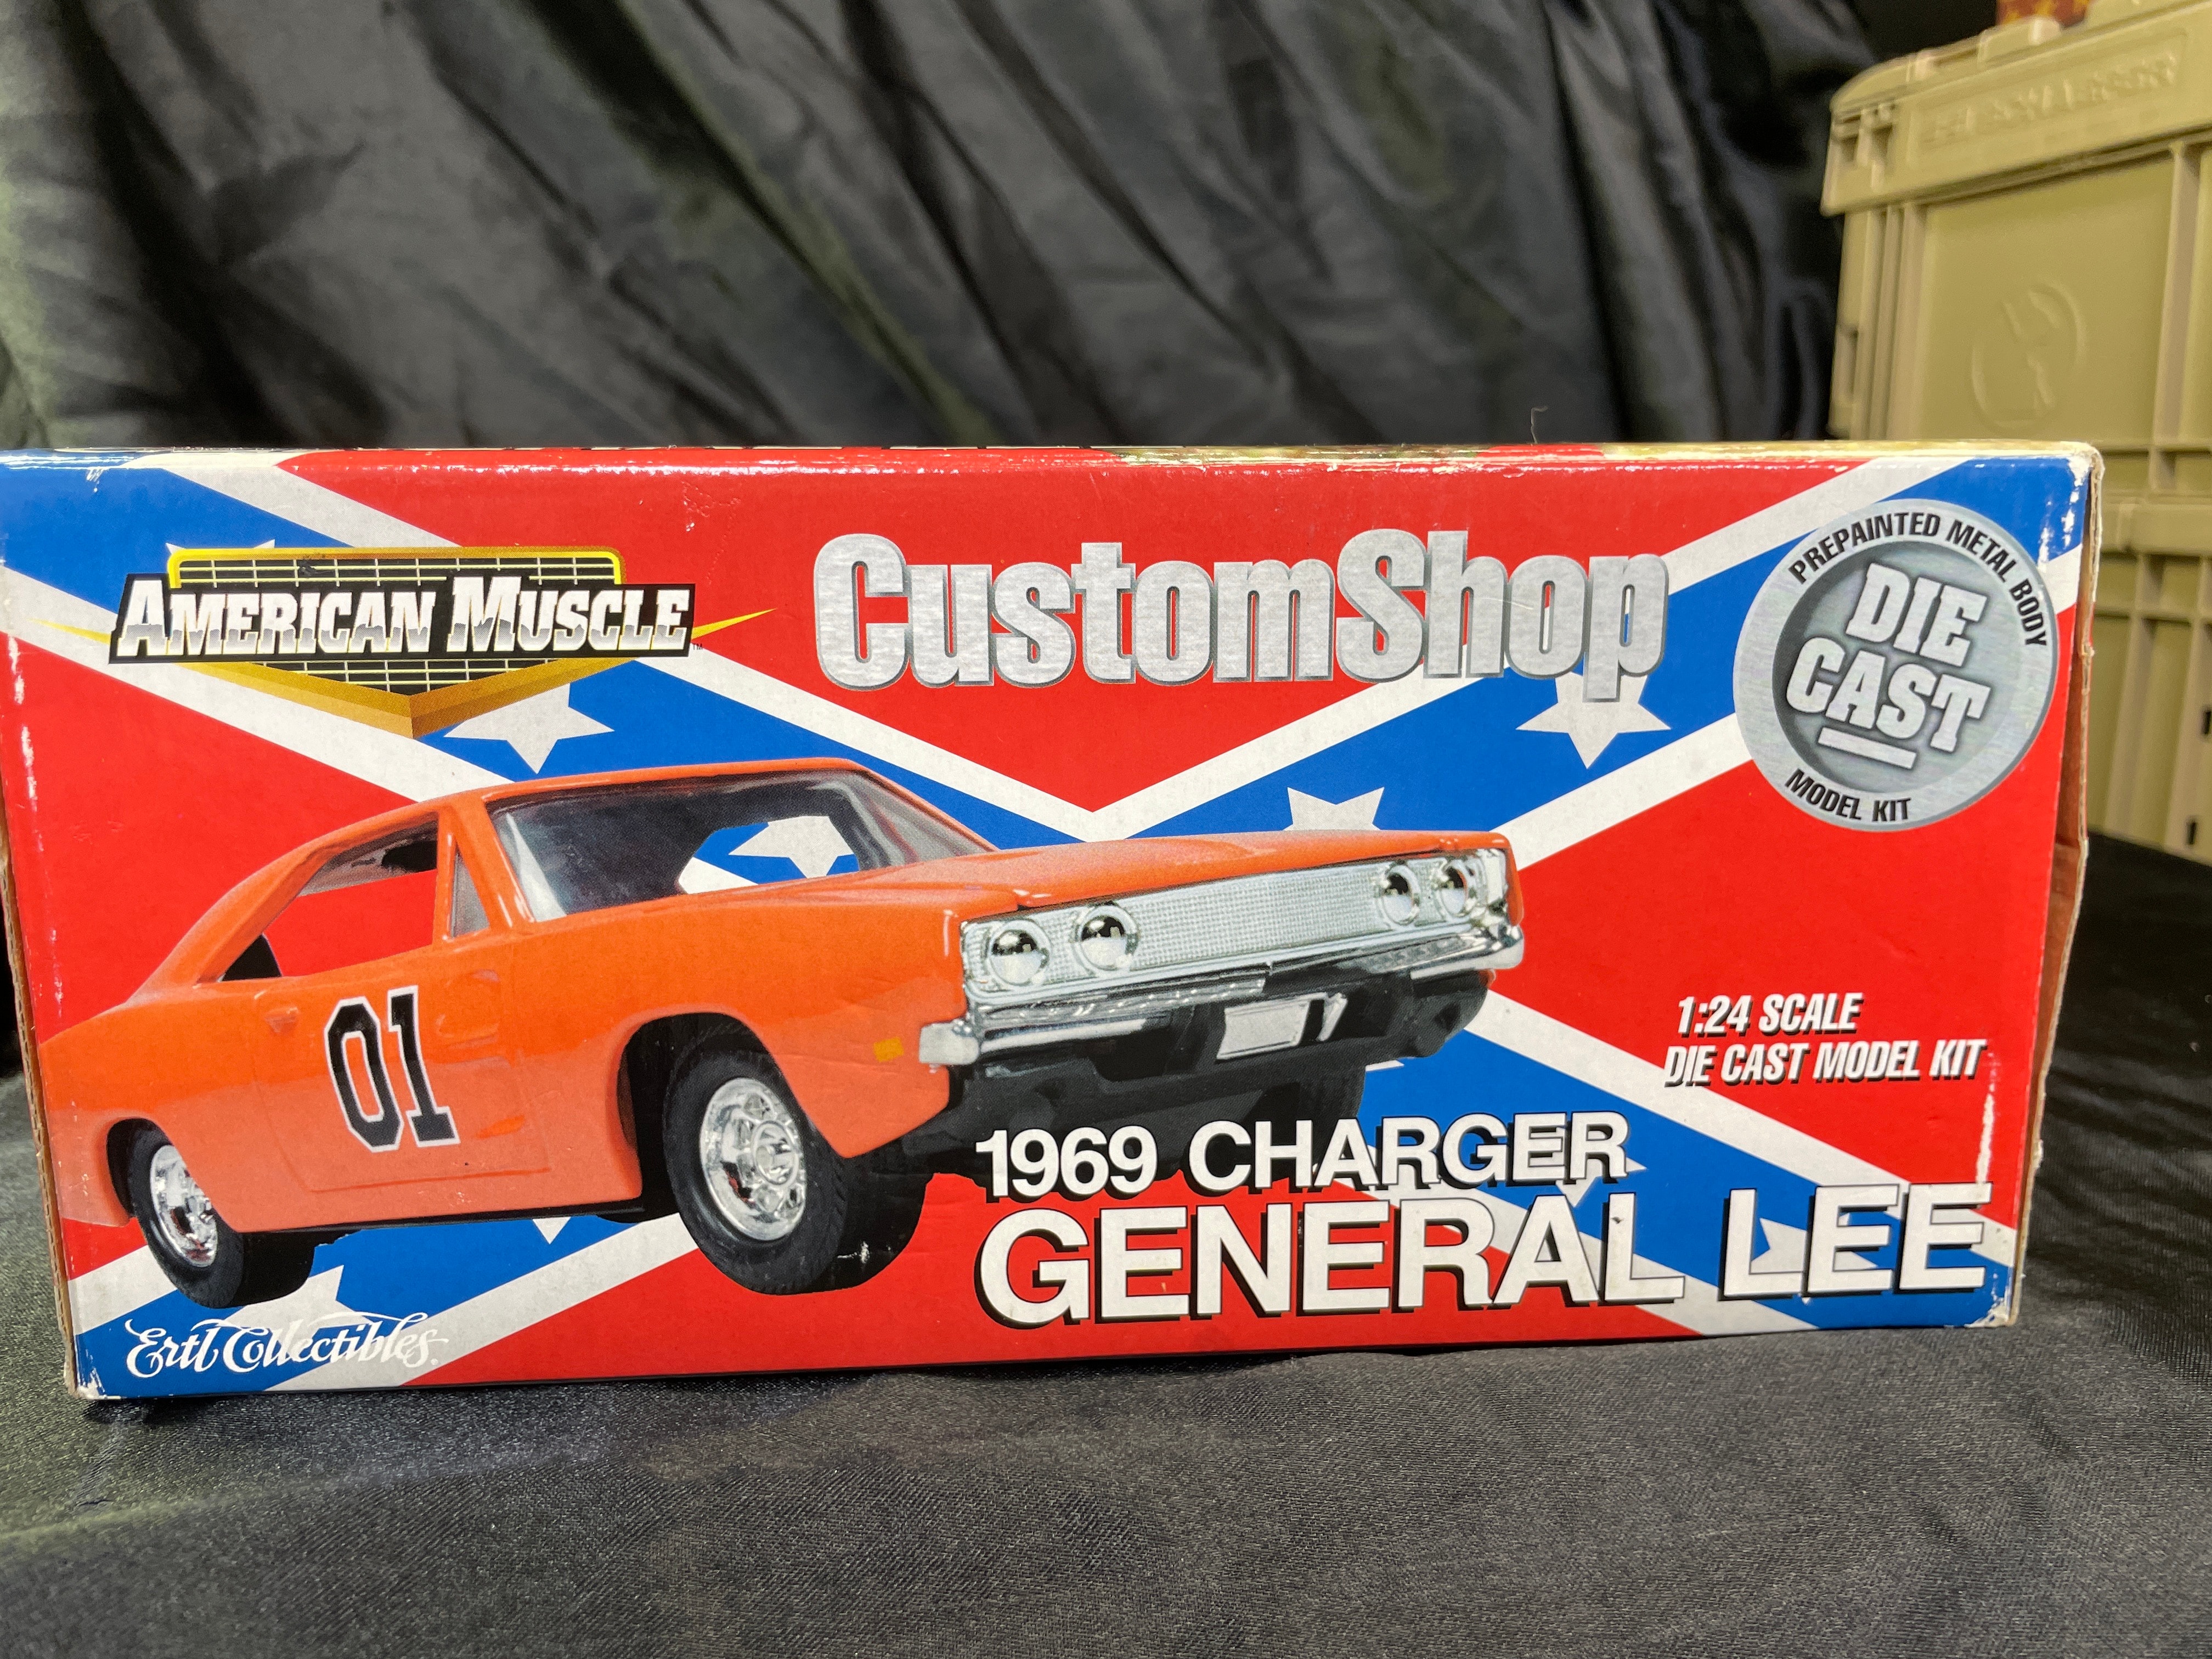 AMERICAN MUSCLE™
CustomShop
PREPAINTED METAL BODY
DIE
CAST
MODEL KIT
01
1:24 SCALE
DIE CAST MODEL KIT
1969 CHARGER
GENERAL LEE
Ertl Collectibles®